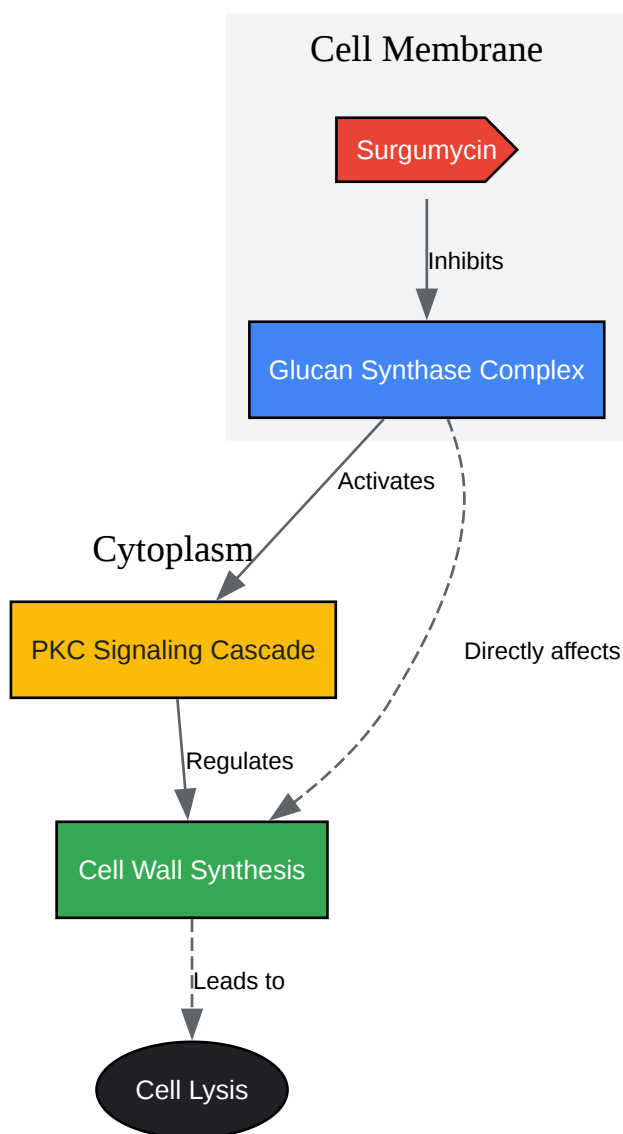 Cell Membrane
Surgumycin
Inhibits
Glucan Synthase Complex
Activates
Cytoplasm
PKC Signaling Cascade
Directly affects
Regulates
Cell Wall Synthesis
Leads to
Cell Lysis